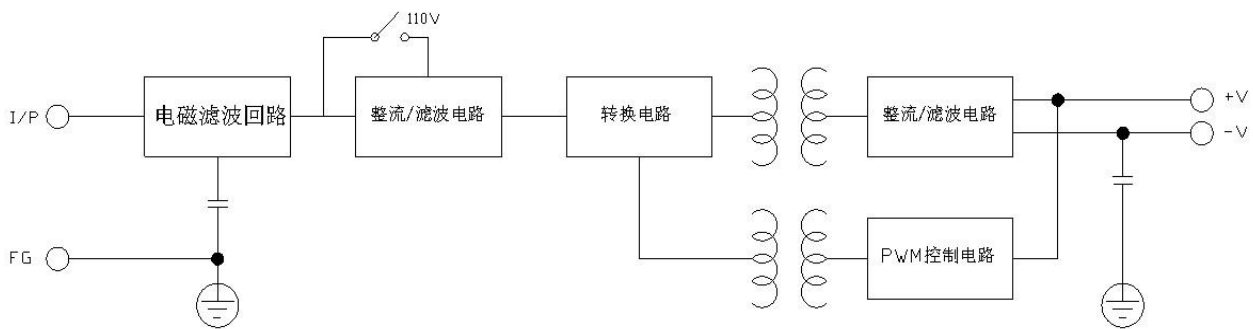 110V
I/P
电磁滤波回路
整流/滤波电路
转换电路
整流/滤波电路
+V
-V
FG
PWM控制电路